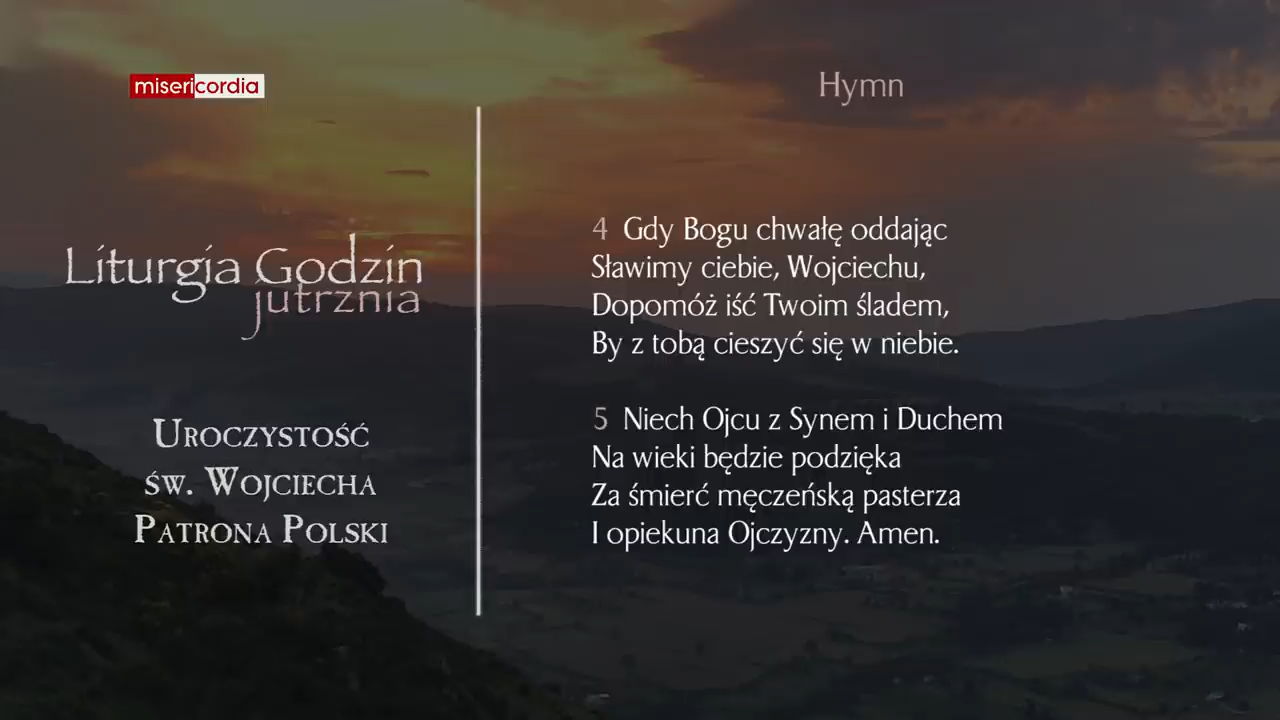 misericordia
Liturgia Godzin
jutrznia
Uroczystość
św. Wojciecha
Patrona Polski
Hymn
4 Gdy Bogu chwałę oddając
Sławimy ciebie, Wojciechu,
Dopomóż iść Twoim śladem,
By z tobą cieszyć się w niebie.
5 Niech Ojcu z Synem i Duchem
Na wieki będzie podzięka
Za śmierć męczeńską pasterza
I opiekuna Ojczyzny. Amen.